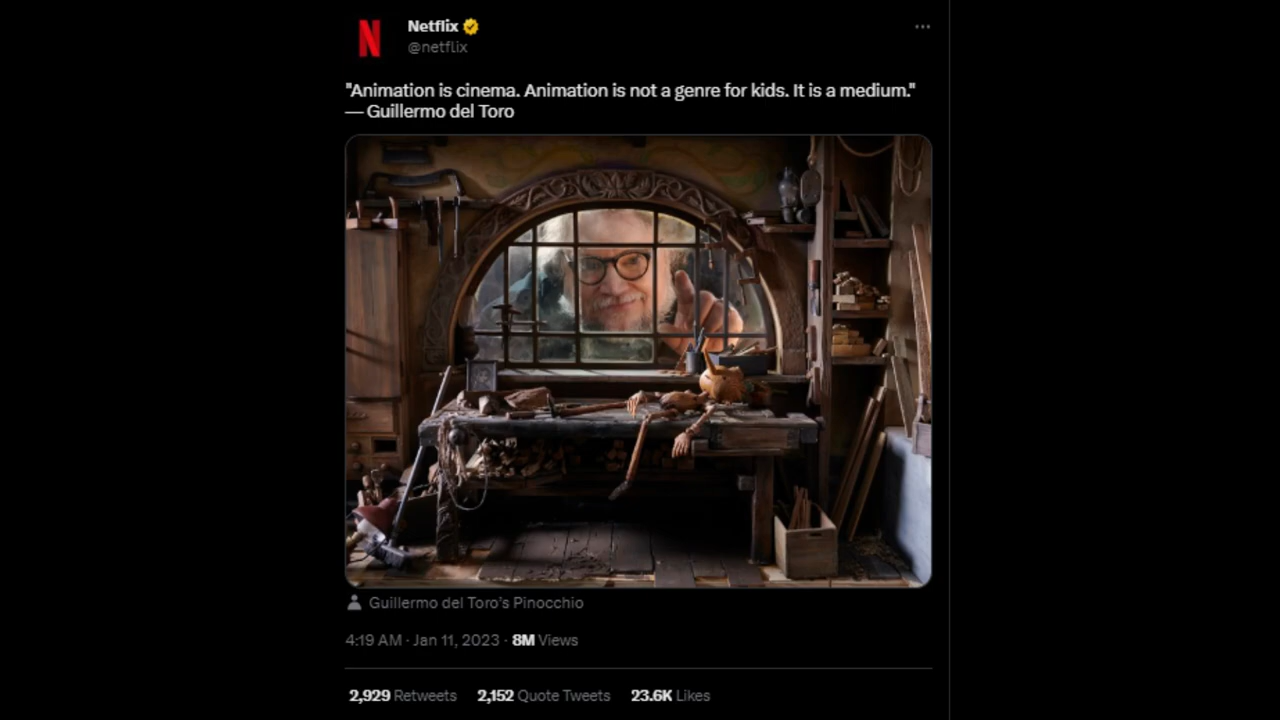 Netflix
@netflix
"Animation is cinema. Animation is not a genre for kids. It is a medium."
— Guillermo del Toro
Guillermo del Toro's Pinocchio
4:19 AM · Jan 11, 2023 · 8M Views
2,929 Retweets 2,152 Quote Tweets 23.6K Likes